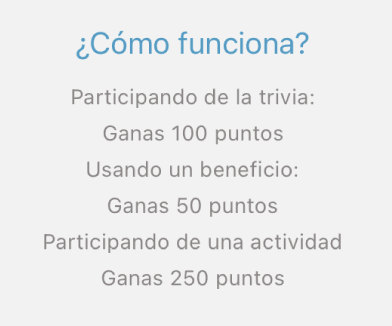 ¿Cómo funciona?
Participando de la trivia:
Ganas 100 puntos
Usando un beneficio:
Ganas 50 puntos
Participando de una actividad
Ganas 250 puntos